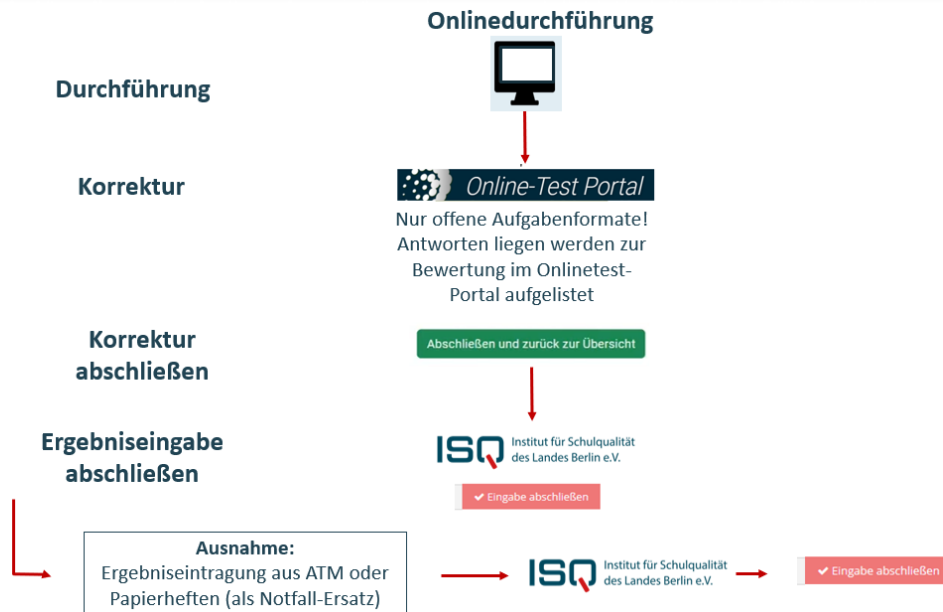 Onlinedurchführung
Durchführung
Korrektur
Online-Test Portal
Nur offene Aufgabenformate!
Antworten liegen werden zur
Bewertung im Onlinetest-
Portal aufgelistet
Korrektur
abschließen
Abschließen und zurück zur Übersicht
Ergebniseingabe
abschließen
ISQ Institut für Schulqualität
des Landes Berlin e.V.
✔ Eingabe abschließen
Ausnahme:
Ergebniseintragung aus ATM oder
Papierheften (als Notfall-Ersatz)
ISQ Institut für Schulqualität
des Landes Berlin e.V.
✔ Eingabe abschließen